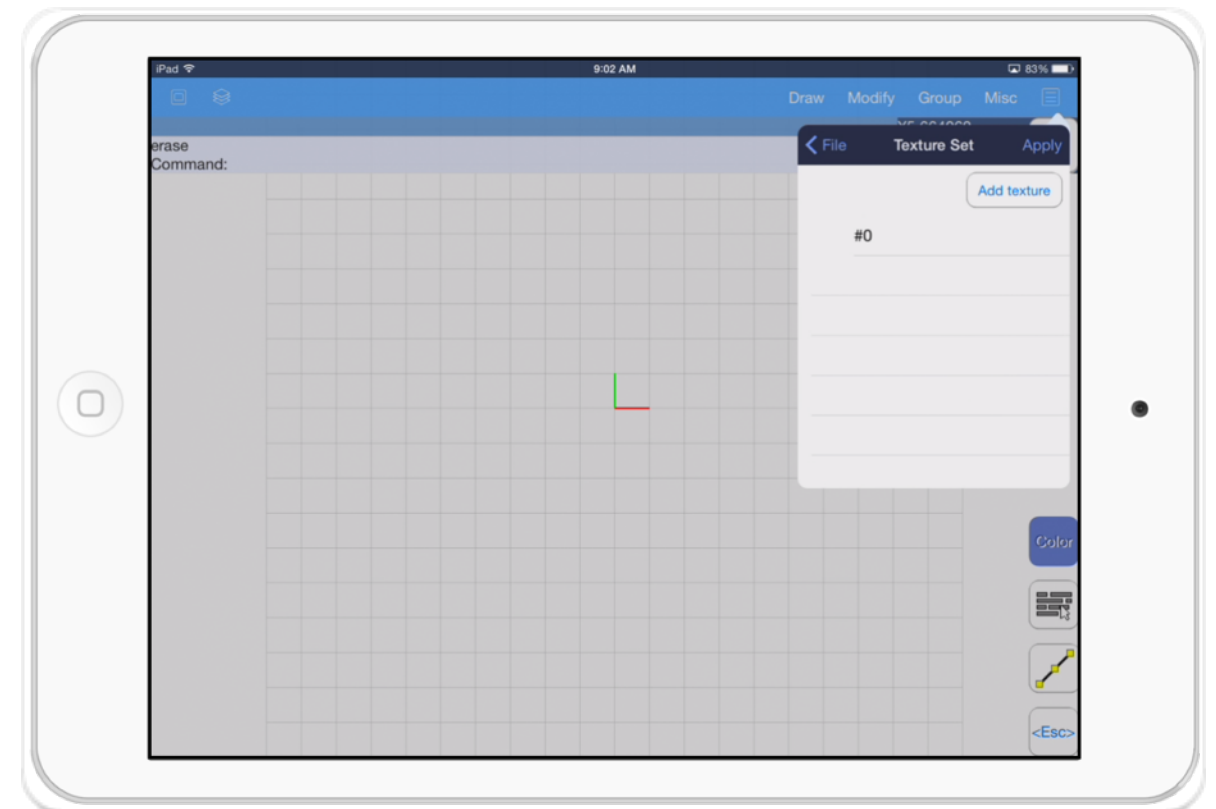 iPad 9:02 AM 83%
Draw Modify Group Misc
erase
Command:
File Texture Set Apply
Add texture
#0
Color
<Esc>